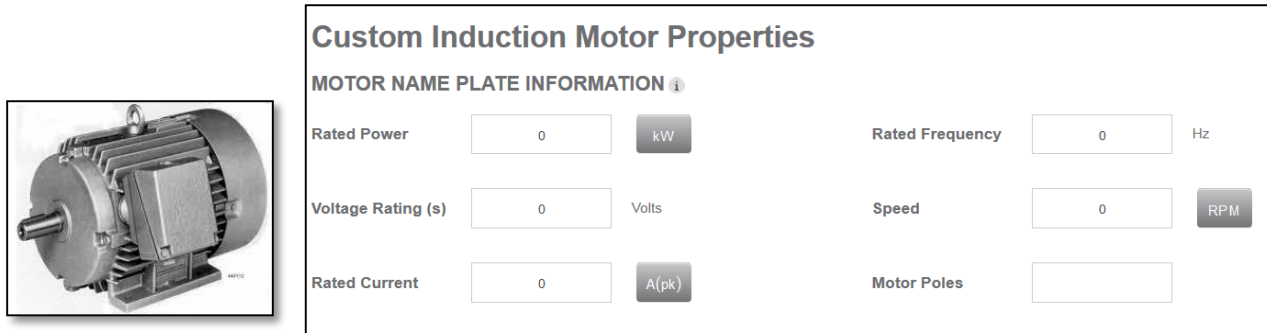 Custom Induction Motor Properties
MOTOR NAME PLATE INFORMATION i
Rated Power 0 kW Rated Frequency 0 Hz
Voltage Rating (s) 0 Volts Speed 0 RPM
Rated Current 0 A(pk) Motor Poles